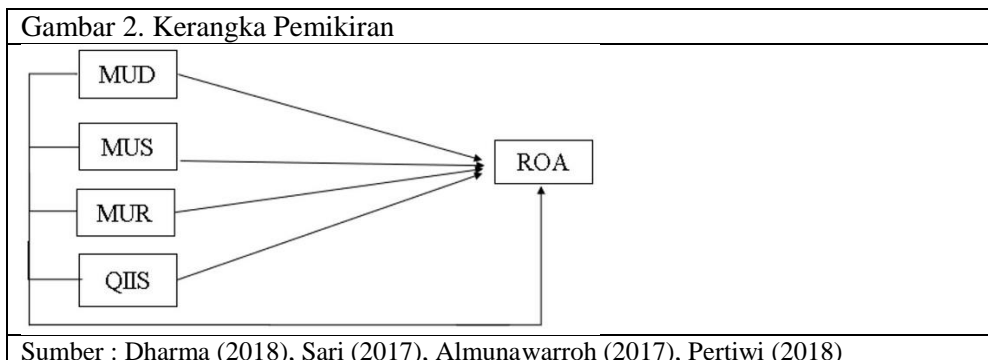 Gambar 2. Kerangka Pemikiran
MUD
MUS
ROA
MUR
QIIS
Sumber : Dharma (2018), Sari (2017), Almunawarroh (2017), Pertiwi (2018)